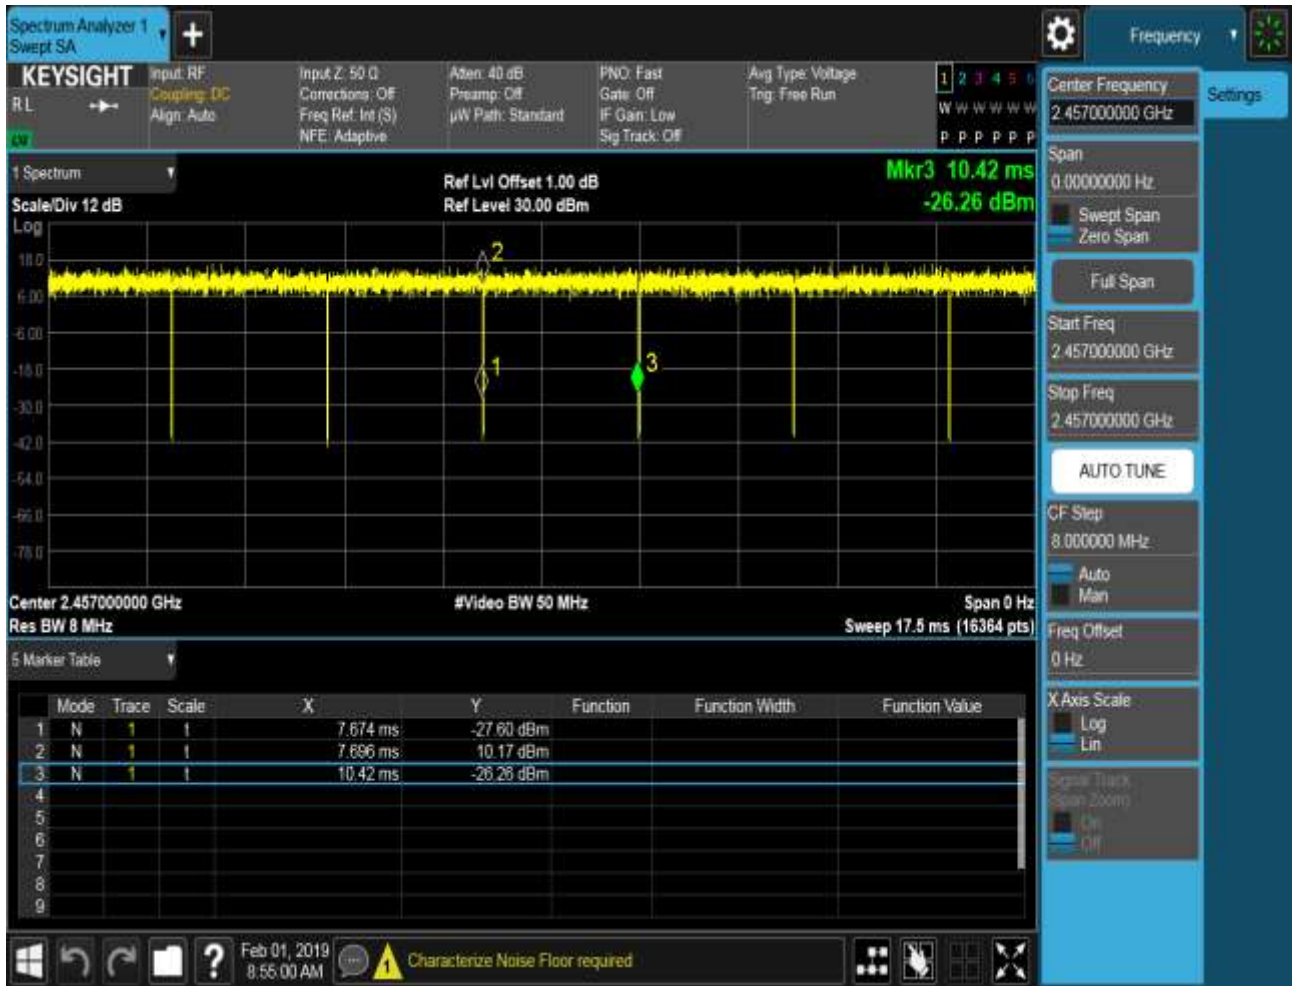 Spectrum Analyzer 1
Swept SA
+
Frequency
KEYSIGHT
RL
Input: RF
Coupling: DC
Align: Auto
Input Z: 50 Ω
Corrections: Off
Freq Ref: Int (S)
NFE: Adaptive
Atten: 40 dB
Preamp: Off
µW Path: Standard
PNO: Fast
Gate: Off
IF Gain: Low
Sig Track: Off
Avg Type: Voltage
Trig: Free Run
1 2 3 4 5 6
W W W W W W
P P P P P P
1 Spectrum
Scale/Div 12 dB
Log
Ref Lvl Offset 1.00 dB
Ref Level 30.00 dBm
Mkr3 10.42 ms
-26.26 dBm
18.0
6.00
-6.00
-18.0
-30.0
-42.0
-54.0
-66.0
-78.0
2
1
3
Center 2.457000000 GHz
Res BW 8 MHz
#Video BW 50 MHz
Span 0 Hz
Sweep 17.5 ms (16364 pts)
5 Marker Table
Mode Trace Scale X Y Function Function Width Function Value
1 N 1 t 7.674 ms -27.60 dBm
2 N 1 t 7.696 ms 10.17 dBm
3 N 1 t 10.42 ms -26.26 dBm
4
5
6
7
8
9
Feb 01, 2019
8:55:00 AM
Characterize Noise Floor required
Settings
Center Frequency
2.457000000 GHz
Span
0.00000000 Hz
Swept Span
Zero Span
Full Span
Start Freq
2.457000000 GHz
Stop Freq
2.457000000 GHz
AUTO TUNE
CF Step
8.000000 MHz
Auto
Man
Freq Offset
0 Hz
X Axis Scale
Log
Lin
Signal Track
(Span Zoom)
On
Off